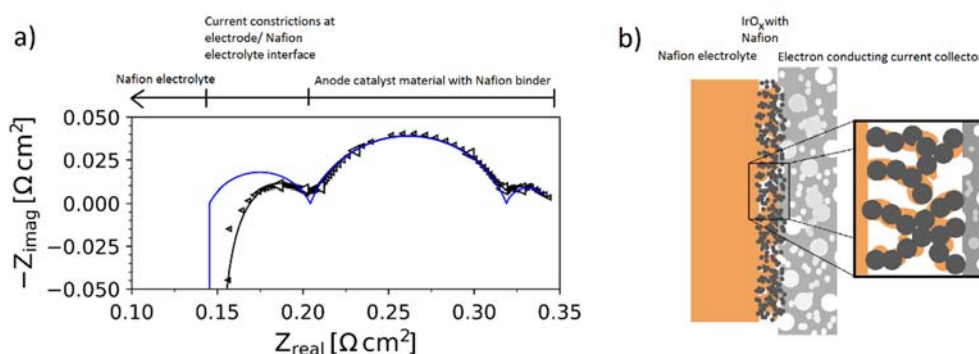 a)
Current constrictions at
electrode/ Nafion
electrolyte interface
Nafion electrolyte
Anode catalyst material with Nafion binder
0.050
0.025
0.000
−0.025
−0.050
−Zimag [Ω cm²]
0.10 0.15 0.20 0.25 0.30 0.35
Zreal [Ω cm²]
b)
IrOx with
Nafion
Nafion electrolyte
Electron conducting current collector